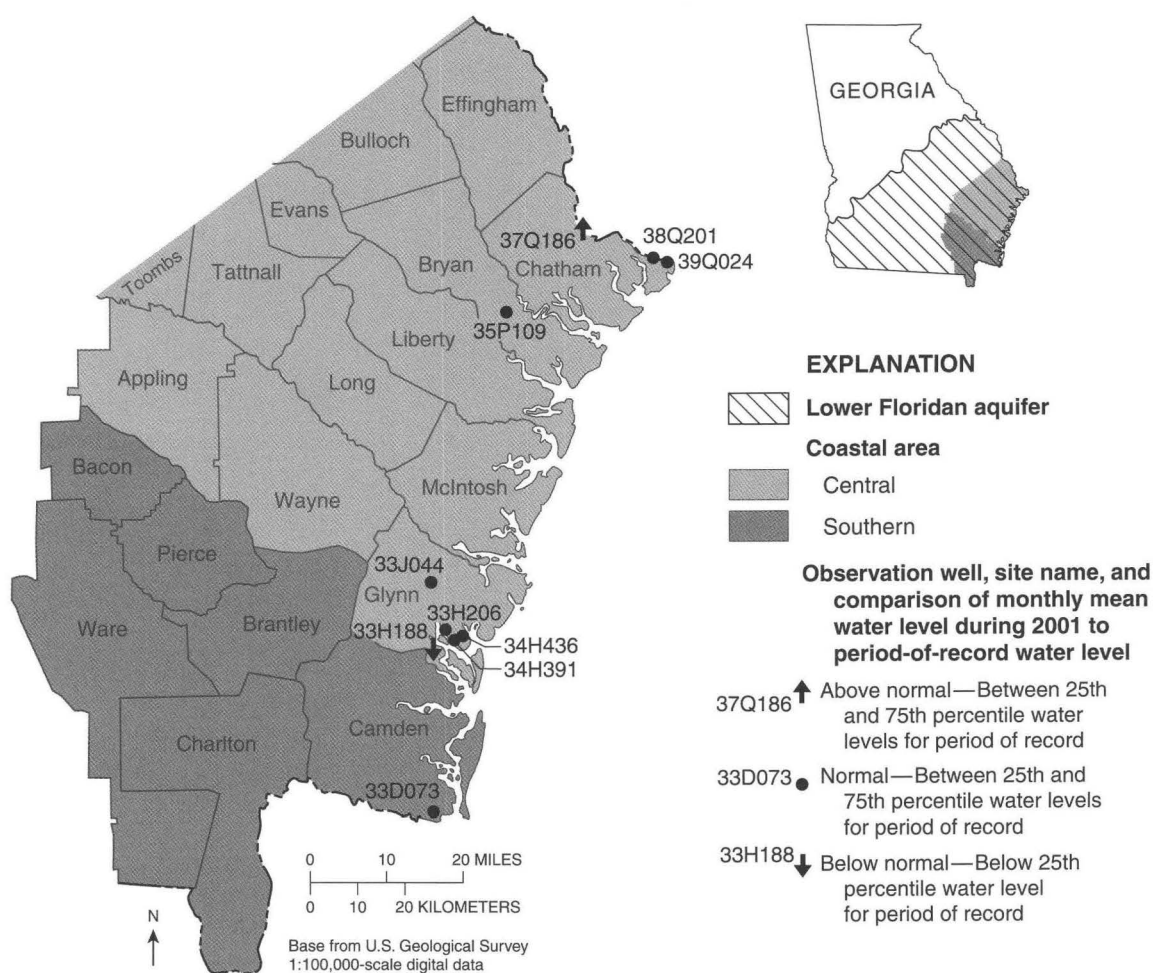 Effingham
Bulloch
Evans
37Q186
38Q201
39Q024
Toombs
Tattnall
Bryan
Chatham
35P109
Liberty
Appling
Long
Bacon
McIntosh
Wayne
Pierce
33J044
Glynn
33H206
Ware
Brantley
33H188
34H436
34H391
Camden
Charlton
33D073
0 10 20 MILES
0 10 20 KILOMETERS
N
Base from U.S. Geological Survey
1:100,000-scale digital data
GEORGIA
EXPLANATION
Lower Floridan aquifer
Coastal area
Central
Southern
Observation well, site name, and
comparison of monthly mean
water level during 2001 to
period-of-record water level
37Q186 Above normal—Between 25th
and 75th percentile water
levels for period of record
33D073 Normal—Between 25th and
75th percentile water levels
for period of record
33H188 Below normal—Below 25th
percentile water level
for period of record